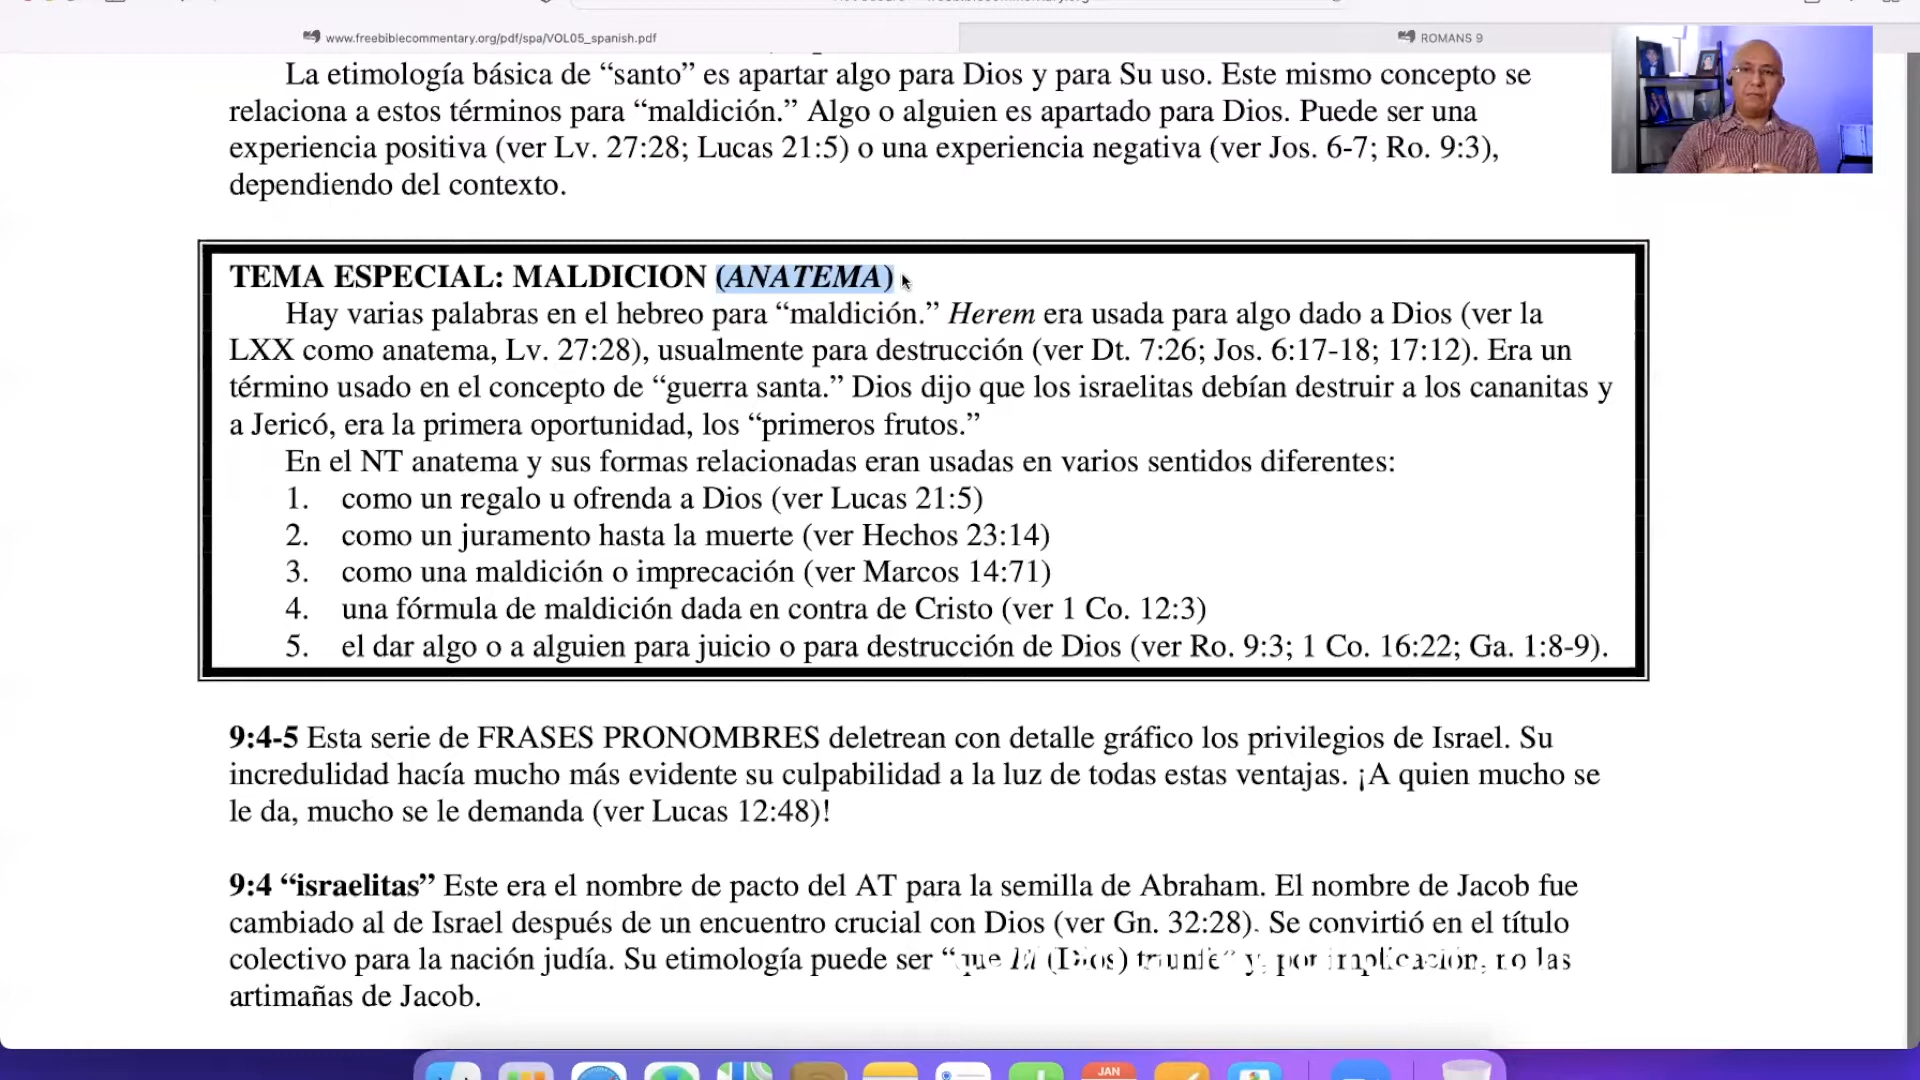 www.freebiblecommentary.org/pdf/spa/VOL05_spanish.pdf
ROMANS 9
La etimología básica de “santo” es apartar algo para Dios y para Su uso. Este mismo concepto se
relaciona a estos términos para “maldición.” Algo o alguien es apartado para Dios. Puede ser una
experiencia positiva (ver Lv. 27:28; Lucas 21:5) o una experiencia negativa (ver Jos. 6-7; Ro. 9:3),
dependiendo del contexto.
TEMA ESPECIAL: MALDICION (ANATEMA)
Hay varias palabras en el hebreo para “maldición.” Herem era usada para algo dado a Dios (ver la
LXX como anatema, Lv. 27:28), usualmente para destrucción (ver Dt. 7:26; Jos. 6:17-18; 17:12). Era un
término usado en el concepto de “guerra santa.” Dios dijo que los israelitas debían destruir a los cananitas y
a Jericó, era la primera oportunidad, los “primeros frutos.”
En el NT anatema y sus formas relacionadas eran usadas en varios sentidos diferentes:
1. como un regalo u ofrenda a Dios (ver Lucas 21:5)
2. como un juramento hasta la muerte (ver Hechos 23:14)
3. como una maldición o imprecación (ver Marcos 14:71)
4. una fórmula de maldición dada en contra de Cristo (ver 1 Co. 12:3)
5. el dar algo o a alguien para juicio o para destrucción de Dios (ver Ro. 9:3; 1 Co. 16:22; Ga. 1:8-9).
9:4-5 Esta serie de FRASES PRONOMBRES deletrean con detalle gráfico los privilegios de Israel. Su
incredulidad hacía mucho más evidente su culpabilidad a la luz de todas estas ventajas. ¡A quien mucho se
le da, mucho se le demanda (ver Lucas 12:48)!
9:4 “israelitas” Este era el nombre de pacto del AT para la semilla de Abraham. El nombre de Jacob fue
cambiado al de Israel después de un encuentro crucial con Dios (ver Gn. 32:28). Se convirtió en el título
colectivo para la nación judía. Su etimología puede ser “que (Dios) y, por implicación, no las
artimañas de Jacob.
JAN